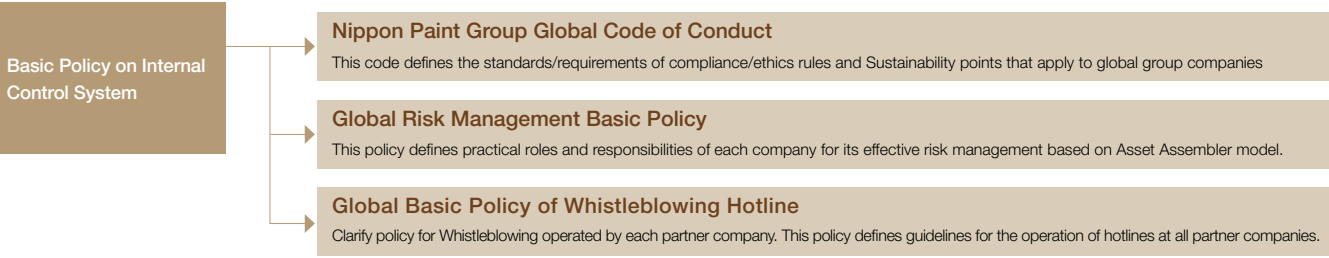 Basic Policy on Internal
Control System
Nippon Paint Group Global Code of Conduct
This code defines the standards/requirements of compliance/ethics rules and Sustainability points that apply to global group companies
Global Risk Management Basic Policy
This policy defines practical roles and responsibilities of each company for its effective risk management based on Asset Assembler model.
Global Basic Policy of Whistleblowing Hotline
Clarify policy for Whistleblowing operated by each partner company. This policy defines guidelines for the operation of hotlines at all partner companies.